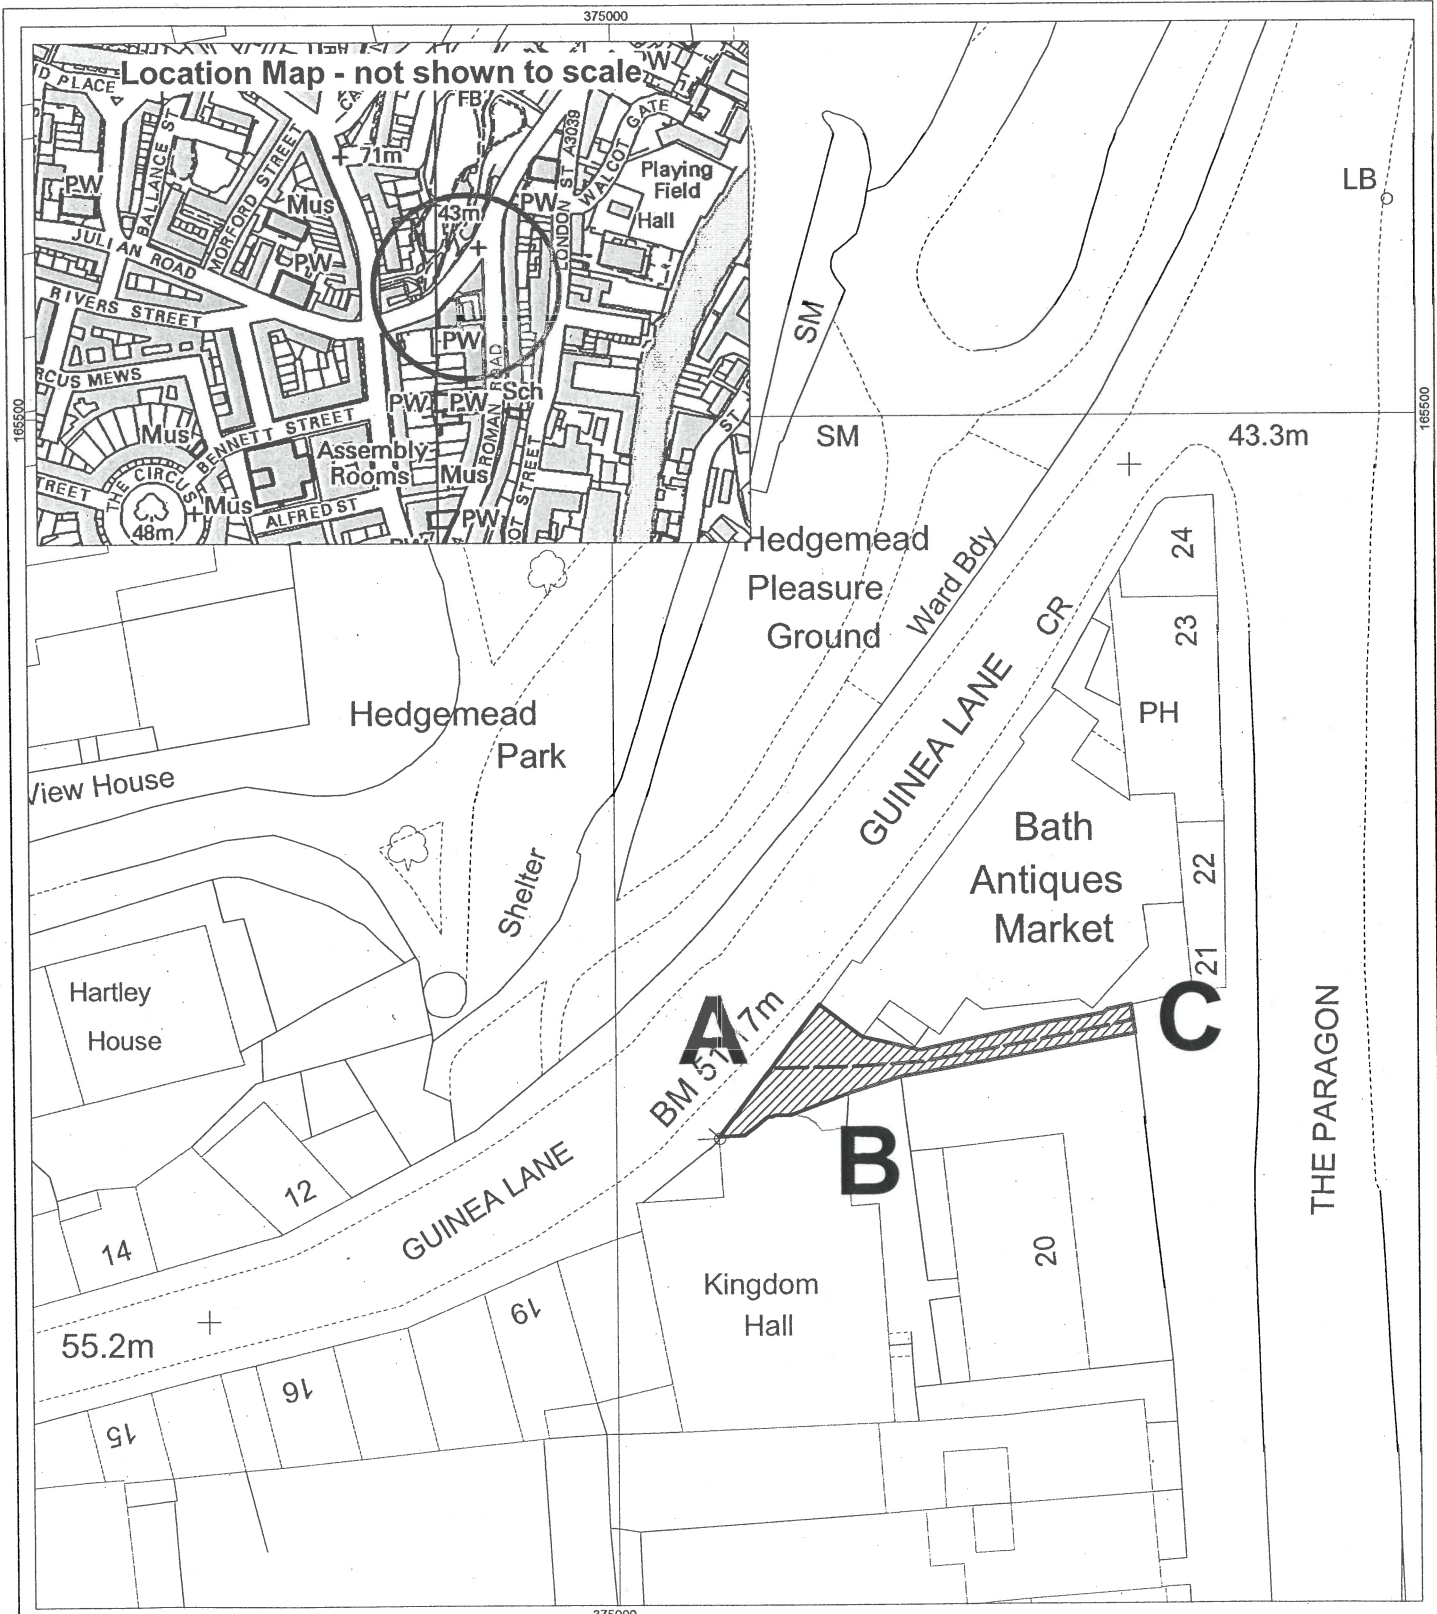 375000
Location Map - not shown to scale
PW
D PLACE
FB
71m
BALLANCE ST
MORFORD STREET
LONDON ST A3039
WALCOT GATE
Playing
Field
Hall
PW
Mus
43m
PW
PW
JULIAN ROAD
RIVERS STREET
RCUS MEWS
PW
ROMAN ROAD
Sch
PW
PW
Mus
BENNETT STREET
Assembly
Rooms
Mus
THE CIRCUS
TREET
Mus
ALFRED ST
48m
PW
OT STREET
ST
165500
165500
LB
SM
SM
43.3m
Hedgemead
Pleasure
Ground
Ward Bdy
CR
24
23
PH
GUINEA LANE
Hedgemead
Park
View House
Shelter
Bath
Antiques
Market
22
21
Hartley
House
A
BM 51.17m
C
B
THE PARAGON
12
14
GUINEA LANE
20
Kingdom
Hall
19
55.2m
16
15
375000